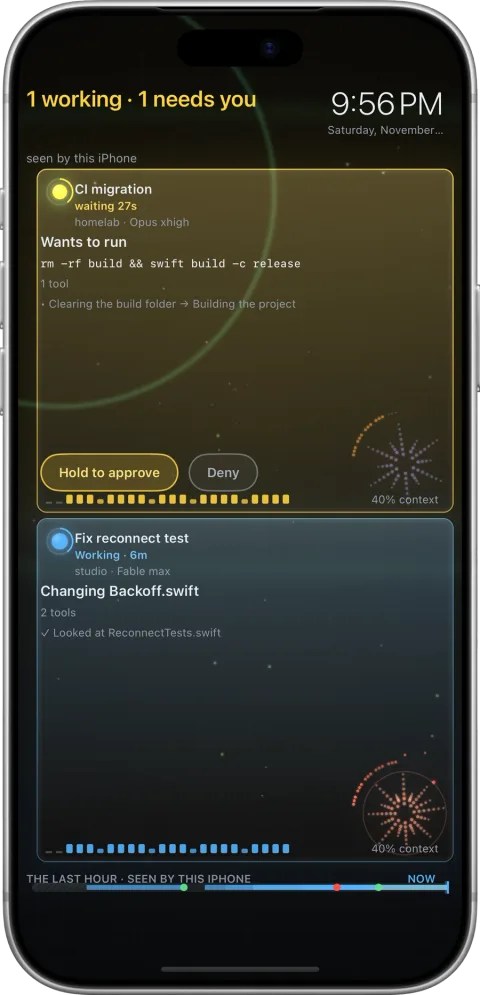 1 working · 1 needs you
9:56 PM
Saturday, November…
seen by this iPhone
CI migration
waiting 27s
homelab · Opus xhigh
Wants to run
rm -rf build && swift build -c release
1 tool
· Clearing the build folder → Building the project
Hold to approve
Deny
40% context
Fix reconnect test
Working · 6m
studio · Fable max
Changing Backoff.swift
2 tools
✓ Looked at ReconnectTests.swift
40% context
THE LAST HOUR · SEEN BY THIS IPHONE
NOW